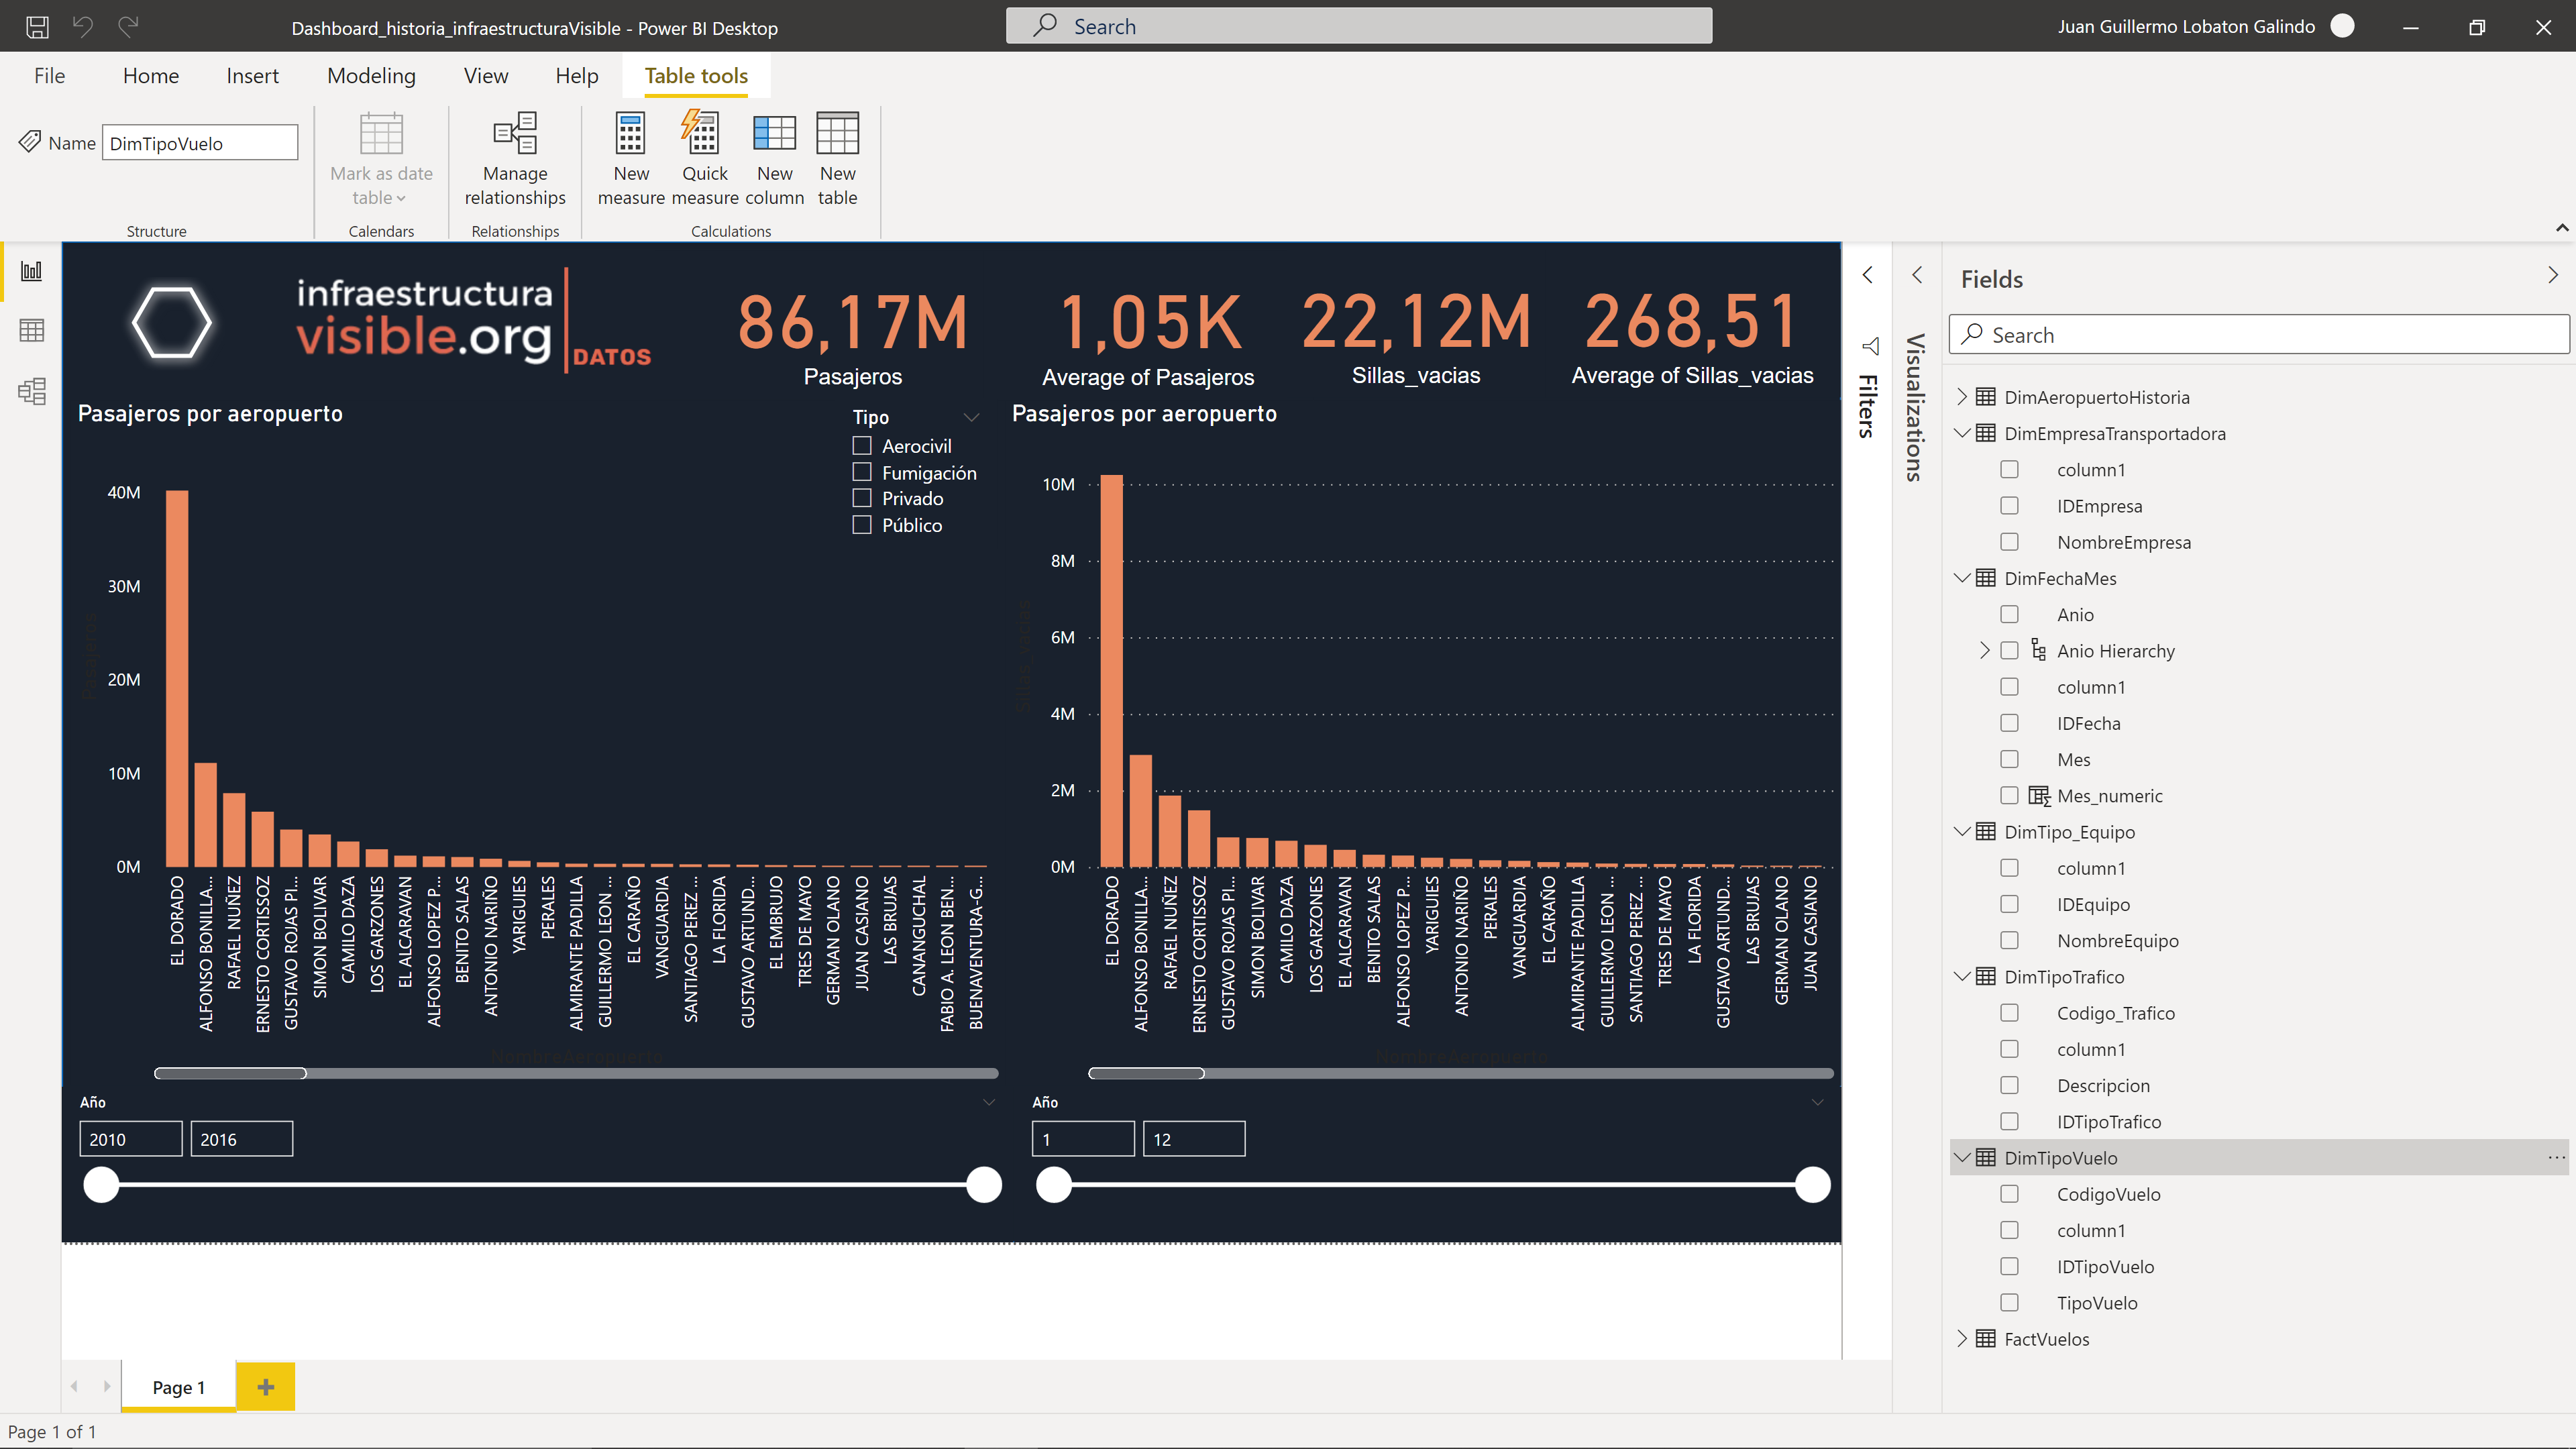 Dashboard_historia_infraestructuraVisible - Power BI Desktop
Search
Juan Guillermo Lobaton Galindo
File Home Insert Modeling View Help Table tools
Name DimTipoVuelo
Mark as date table
Manage relationships
New measure
Quick measure
New column
New table
Structure Calendars Relationships Calculations
infraestructura
visible.org
DATOS
86,17M
Pasajeros
1,05K
Average of Pasajeros
22,12M
Sillas_vacias
268,51
Average of Sillas_vacias
Pasajeros por aeropuerto
Tipo
Aerocivil
Fumigación
Privado
Público
40M
30M
20M
10M
0M
Pasajeros
EL DORADO
ALFONSO BONILLA...
RAFAEL NUÑEZ
ERNESTO CORTISSOZ
GUSTAVO ROJAS PI...
SIMON BOLIVAR
CAMILO DAZA
LOS GARZONES
EL ALCARAVAN
ALFONSO LOPEZ P...
BENITO SALAS
ANTONIO NARIÑO
YARIGUIES
PERALES
ALMIRANTE PADILLA
GUILLERMO LEON ...
EL CARAÑO
VANGUARDIA
SANTIAGO PEREZ ...
LA FLORIDA
GUSTAVO ARTUND...
EL EMBRUJO
TRES DE MAYO
GERMAN OLANO
JUAN CASIANO
LAS BRUJAS
CANANGUCHAL
FABIO A. LEON BEN...
BUENAVENTURA-G...
NombreAeropuerto
Pasajeros por aeropuerto
10M
8M
6M
4M
2M
0M
Sillas_vacias
EL DORADO
ALFONSO BONILLA...
RAFAEL NUÑEZ
ERNESTO CORTISSOZ
GUSTAVO ROJAS PI...
SIMON BOLIVAR
CAMILO DAZA
LOS GARZONES
EL ALCARAVAN
BENITO SALAS
ALFONSO LOPEZ P...
YARIGUIES
ANTONIO NARIÑO
PERALES
VANGUARDIA
EL CARAÑO
ALMIRANTE PADILLA
GUILLERMO LEON ...
SANTIAGO PEREZ ...
TRES DE MAYO
LA FLORIDA
GUSTAVO ARTUND...
LAS BRUJAS
GERMAN OLANO
JUAN CASIANO
NombreAeropuerto
Año
2010 2016
Año
1 12
Filters
Visualizations
Fields
Search
DimAeropuertoHistoria
DimEmpresaTransportadora
column1
IDEmpresa
NombreEmpresa
DimFechaMes
Anio
Anio Hierarchy
column1
IDFecha
Mes
Mes_numeric
DimTipo_Equipo
column1
IDEquipo
NombreEquipo
DimTipoTrafico
Codigo_Trafico
column1
Descripcion
IDTipoTrafico
DimTipoVuelo
CodigoVuelo
column1
IDTipoVuelo
TipoVuelo
FactVuelos
Page 1
Page 1 of 1